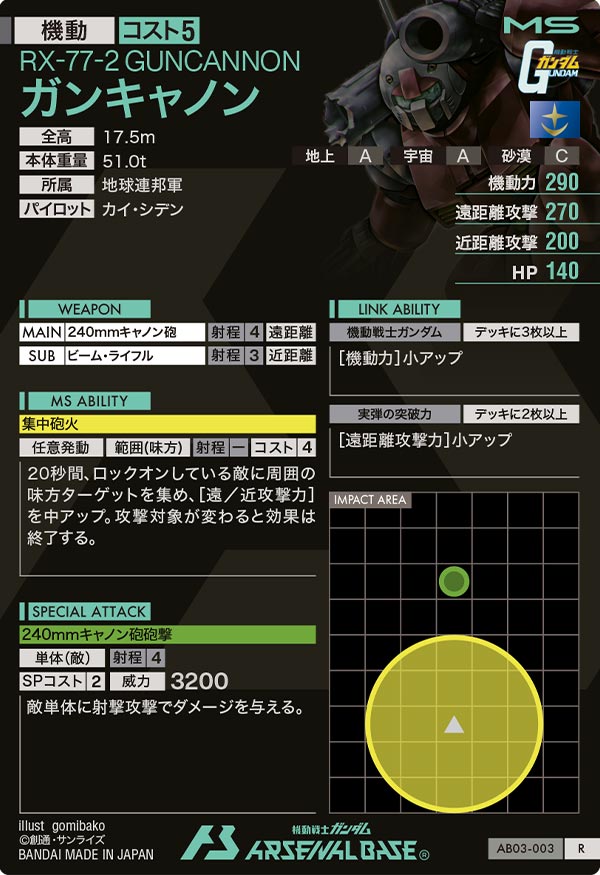 機動 コスト5
MS
RX-77-2 GUNCANNON
ガンキャノン
機動戦士
ガンダム
GUNDAM
全高 17.5m
本体重量 51.0t
所属 地球連邦軍
パイロット カイ・シデン
地上 A 宇宙 A 砂漠 C
機動力 290
遠距離攻撃 270
近距離攻撃 200
HP 140
WEAPON
MAIN 240mmキャノン砲 射程 4 遠距離
SUB ビーム・ライフル 射程 3 近距離
MS ABILITY
集中砲火
任意発動 範囲(味方) 射程 ー コスト 4
20秒間、ロックオンしている敵に周囲の
味方ターゲットを集め、[遠／近攻撃力]
を中アップ。攻撃対象が変わると効果は
終了する。
SPECIAL ATTACK
240mmキャノン砲砲撃
単体(敵) 射程 4
SPコスト 2 威力 3200
敵単体に射撃攻撃でダメージを与える。
LINK ABILITY
機動戦士ガンダム デッキに3枚以上
[機動力]小アップ
実弾の突破力 デッキに2枚以上
[遠距離攻撃力]小アップ
IMPACT AREA
illust gomibako
©創通・サンライズ
BANDAI MADE IN JAPAN
機動戦士ガンダム
AB ARSENAL BASE®
AB03-003 R